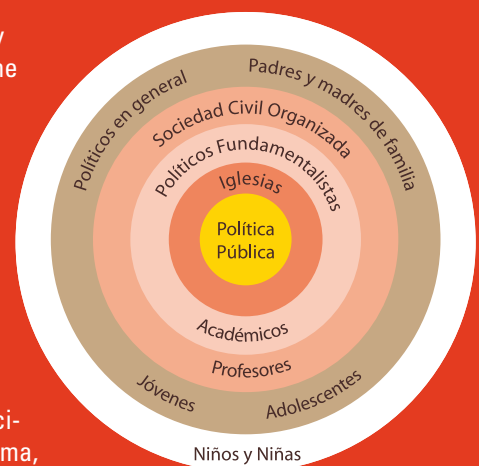 Políticos en general
Padres y madres de familia
Sociedad Civil Organizada
Políticos Fundamentalistas
Iglesias
Política
Pública
Académicos
Profesores
Jóvenes
Adolescentes
Niños y Niñas